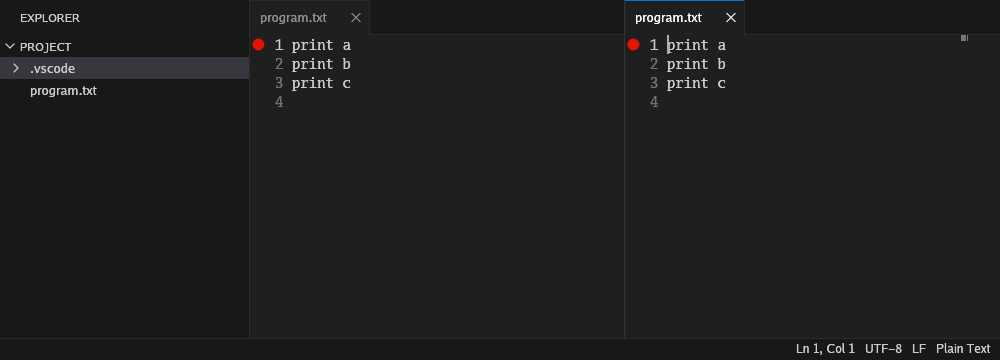 EXPLORER
PROJECT
.vscode
program.txt
program.txt
1 print a
2 print b
3 print c
4
program.txt
1 print a
2 print b
3 print c
4
Ln 1, Col 1 UTF-8 LF Plain Text